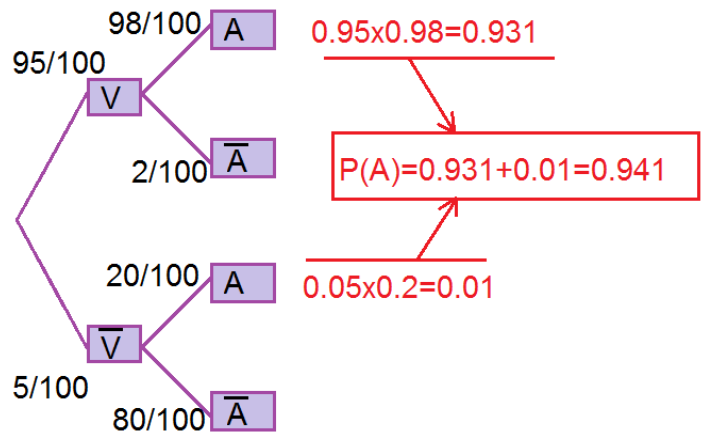 98/100
A
0.95x0.98=0.931
95/100
V
A̅
2/100
P(A)=0.931+0.01=0.941
20/100
A
0.05x0.2=0.01
V̅
5/100
A̅
80/100